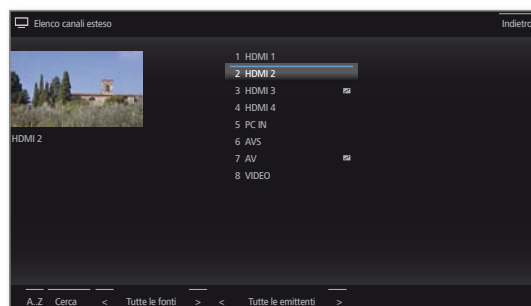 Elenco canali esteso
Indietro
1 HDMI 1
2 HDMI 2
3 HDMI 3
4 HDMI 4
5 PC IN
6 AVS
7 AV
8 VIDEO
HDMI 2
A..Z Cerca < Tutte le fonti > < Tutte le emittenti >